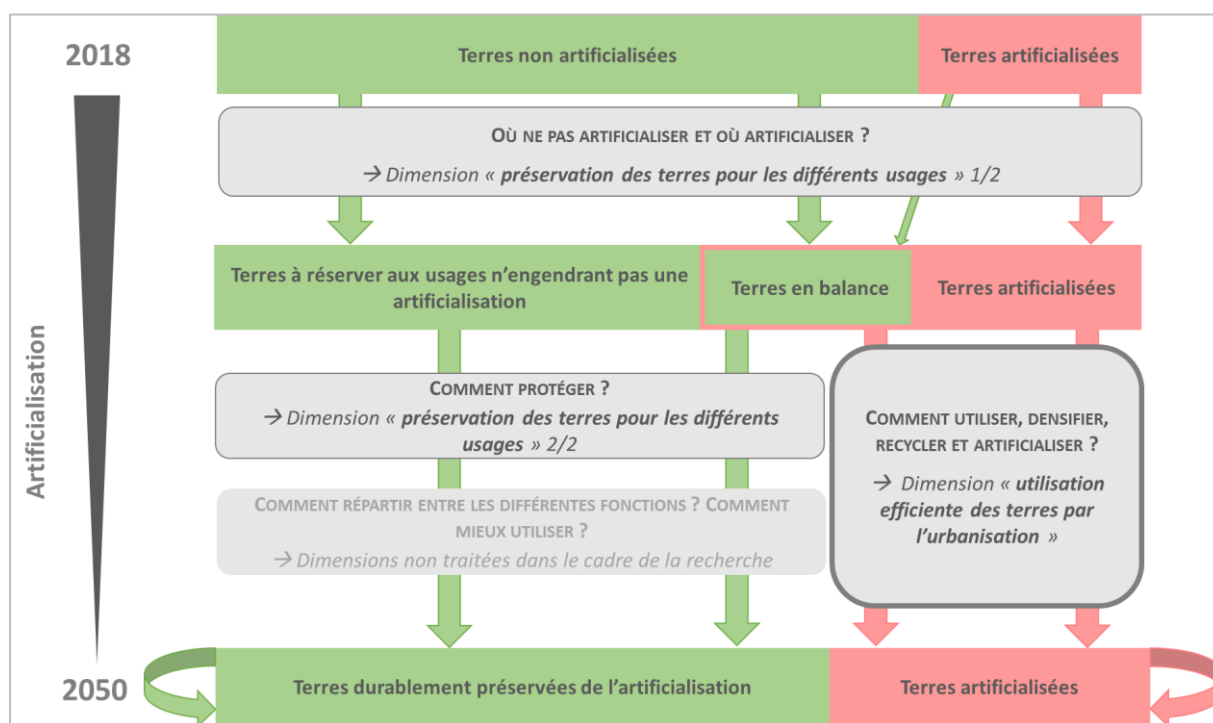 2018
Terres non artificialisées
Terres artificialisées
OÙ NE PAS ARTIFICIALISER ET OÙ ARTIFICIALISER ?
→ Dimension « préservation des terres pour les différents usages » 1/2
Terres à réserver aux usages n'engendrant pas une
artificialisation
Terres en balance
Terres artificialisées
Artificialisation
COMMENT PROTÉGER ?
→ Dimension « préservation des terres pour les différents
usages » 2/2
COMMENT RÉPARTIR ENTRE LES DIFFÉRENTES FONCTIONS ? COMMENT
MIEUX UTILISER ?
→ Dimensions non traitées dans le cadre de la recherche
COMMENT UTILISER, DENSIFIER,
RECYCLER ET ARTIFICIALISER ?
→ Dimension « utilisation
efficiente des terres par
l'urbanisation »
2050
Terres durablement préservées de l'artificialisation
Terres artificialisées